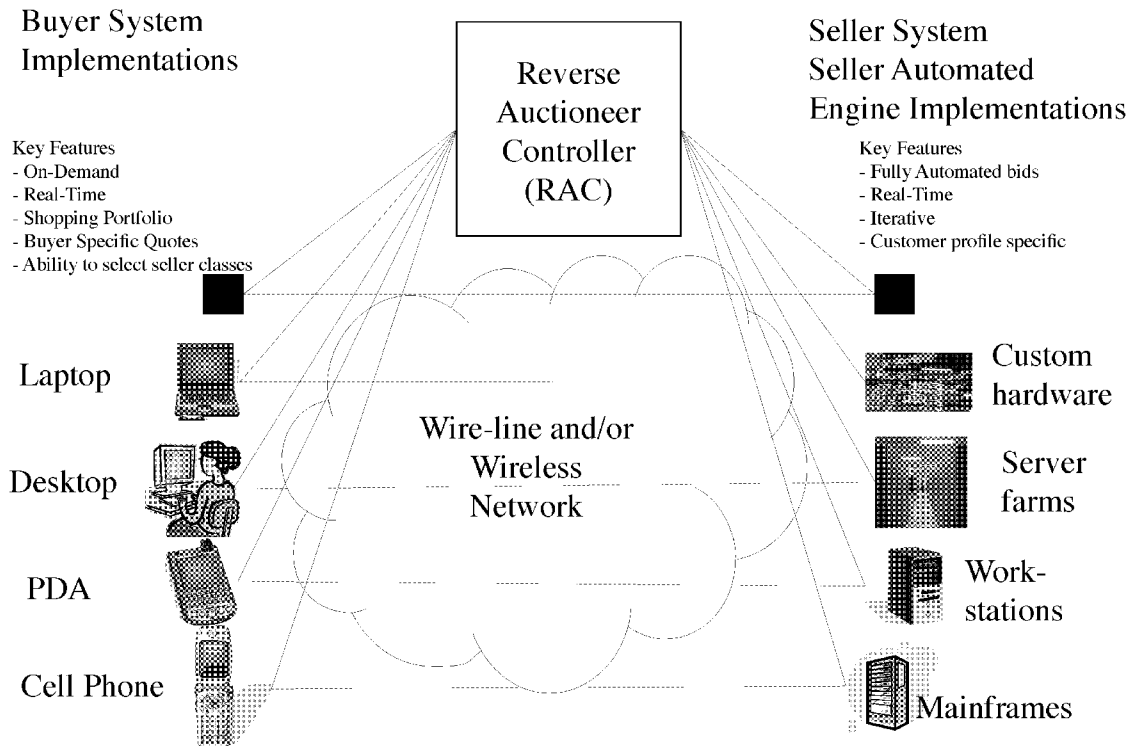 Buyer System
Implementations
Key Features
- On-Demand
- Real-Time
- Shopping Portfolio
- Buyer Specific Quotes
- Ability to select seller classes
Reverse
Auctioneer
Controller
(RAC)
Seller System
Seller Automated
Engine Implementations
Key Features
- Fully Automated bids
- Real-Time
- Iterative
- Customer profile specific
Laptop
Desktop
PDA
Cell Phone
Wire-line and/or
Wireless
Network
Custom
hardware
Server
farms
Work-
stations
Mainframes